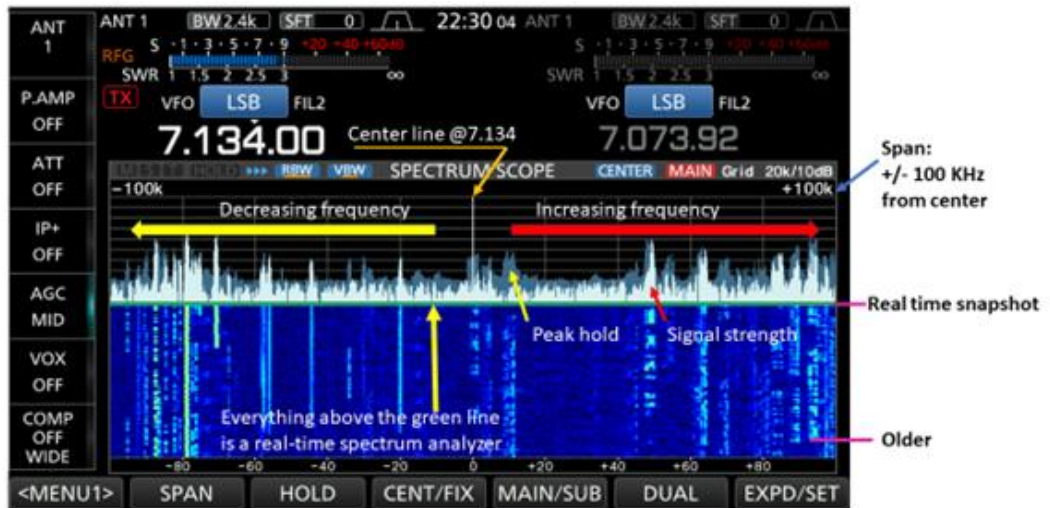 ANT 1
P.AMP OFF
ATT OFF
IP+ OFF
AGC MID
VOX OFF
COMP OFF WIDE
ANT 1 BW 2.4k SFT 0 22:30 04 ANT 1 BW 2.4k SFT 0
RFG
S 1 3 5 7 9 +20 +40 +60dB
SWR 1 1.5 2 2.5 3 ∞
S 1 3 5 7 9 +20 +40 +60dB
SWR 1 1.5 2 2.5 3 ∞
TX VFO LSB FIL2
VFO LSB FIL2
7.134.00
7.073.92
Center line @7.134
HOLD RBW VBW SPECTRUM SCOPE CENTER MAIN Grid 20k/10dB
-100k +100k
Span:
+/- 100 KHz
from center
Decreasing frequency
Increasing frequency
Real time snapshot
Peak hold
Signal strength
Everything above the green line
is a real-time spectrum analyzer
Older
-80 -60 -40 -20 0 +20 +40 +60 +80
<MENU1> SPAN HOLD CENT/FIX MAIN/SUB DUAL EXPD/SET